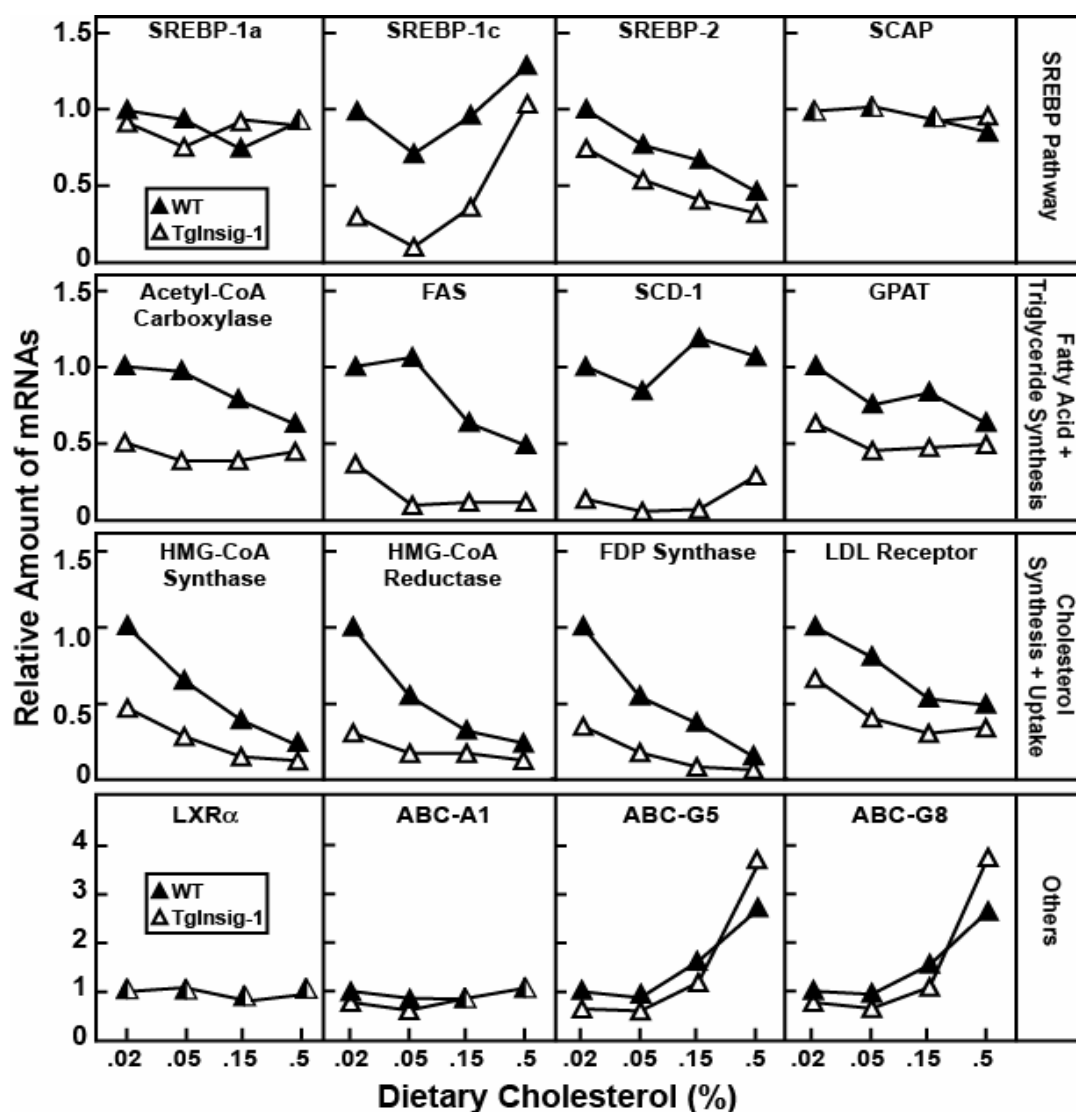 Relative Amount of mRNAs
1.5 SREBP-1a SREBP-1c SREBP-2 SCAP
1.0
0.5
0
WT
TgInsig-1
SREBP Pathway
1.5 Acetyl-CoA FAS SCD-1 GPAT
Carboxylase
1.0
0.5
0
Fatty Acid +
Triglyceride Synthesis
1.5 HMG-CoA HMG-CoA FDP Synthase LDL Receptor
Synthase Reductase
1.0
0.5
0
Cholesterol
Synthesis + Uptake
LXRα ABC-A1 ABC-G5 ABC-G8
4
3
2
1
0
WT
TgInsig-1
Others
.02 .05 .15 .5 .02 .05 .15 .5 .02 .05 .15 .5 .02 .05 .15 .5
Dietary Cholesterol (%)